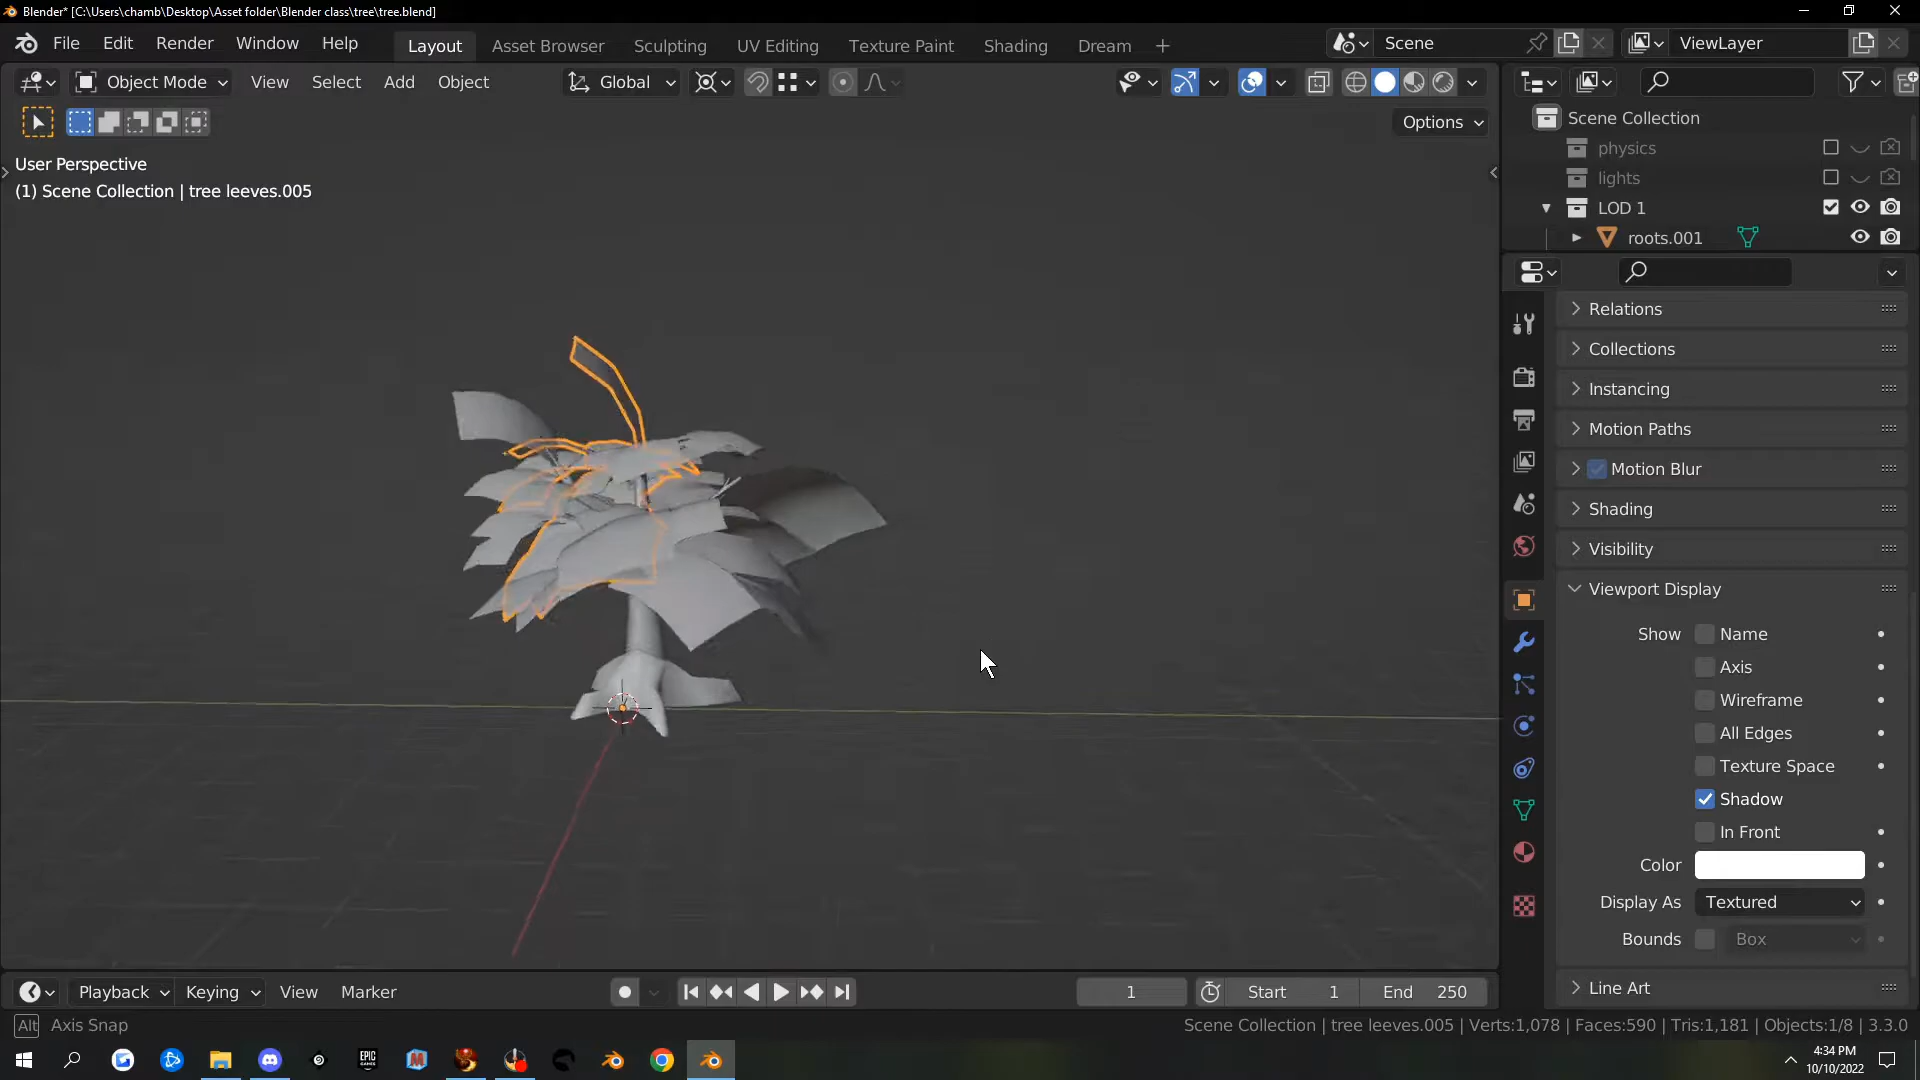 Blender* [C:\Users\chamb\Desktop\Asset folder\Blender class\tree\tree.blend]
File Edit Render Window Help Layout Asset Browser Sculpting UV Editing Texture Paint Shading Dream Scene ViewLayer
Object Mode View Select Add Object Global
Options
User Perspective
(1) Scene Collection | tree leeves.005
Scene Collection
physics
lights
LOD 1
roots.001
Relations
Collections
Instancing
Motion Paths
Motion Blur
Shading
Visibility
Viewport Display
Show Name
Axis
Wireframe
All Edges
Texture Space
Shadow
In Front
Color
Display As Textured
Bounds Box
Line Art
Playback Keying View Marker 1 Start 1 End 250
Alt Axis Snap Scene Collection | tree leeves.005 | Verts:1,078 | Faces:590 | Tris:1,181 | Objects:1/8 | 3.3.0
EPIC GAMES
4:34 PM
10/10/2022